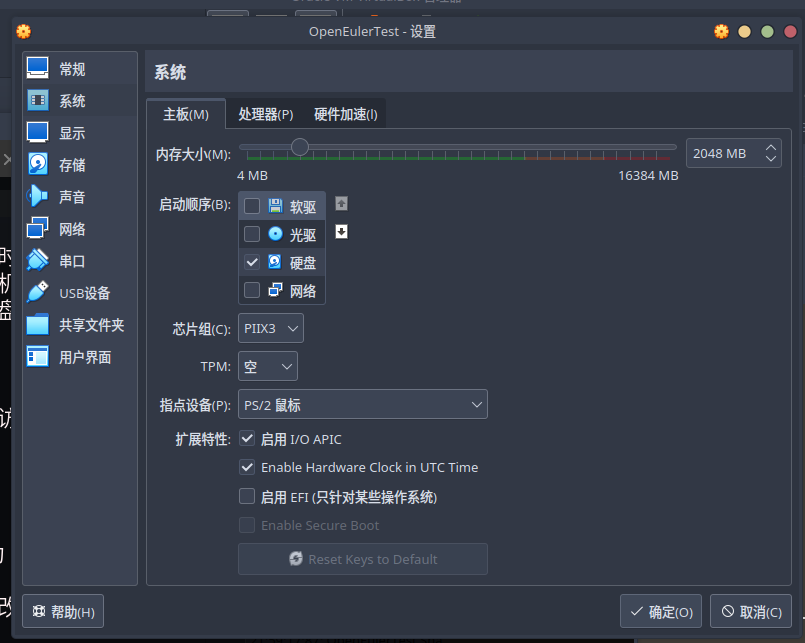 OpenEulerTest - 设置
常规
系统
显示
存储
声音
网络
串口
USB设备
共享文件夹
用户界面
系统
主板(M)
处理器(P)
硬件加速(l)
内存大小(M):
2048 MB
4 MB
16384 MB
启动顺序(B):
软驱
光驱
硬盘
网络
芯片组(C):
PIIX3
TPM:
空
指点设备(P):
PS/2 鼠标
扩展特性:
启用 I/O APIC
Enable Hardware Clock in UTC Time
启用 EFI (只针对某些操作系统)
Enable Secure Boot
Reset Keys to Default
帮助(H)
确定(O)
取消(C)